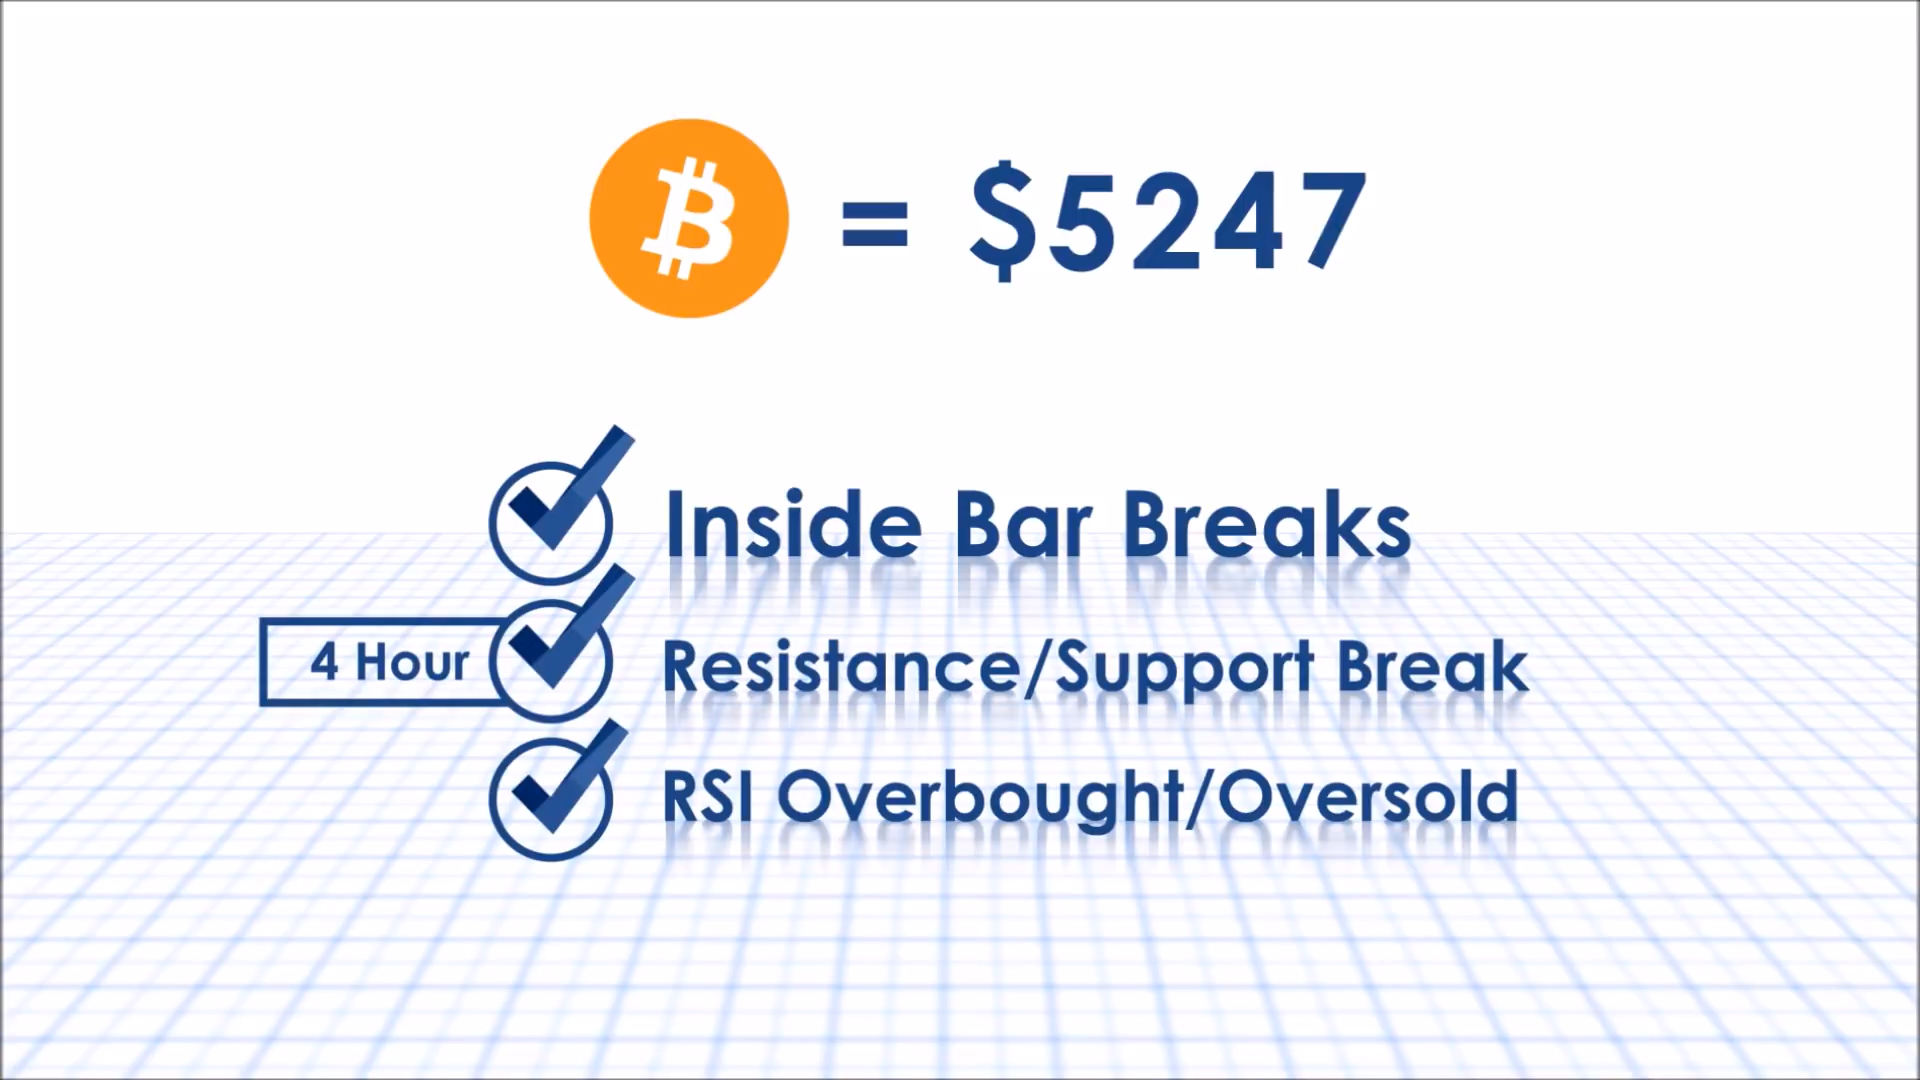 ₿ = $5247
Inside Bar Breaks
4 Hour Resistance/Support Break
RSI Overbought/Oversold